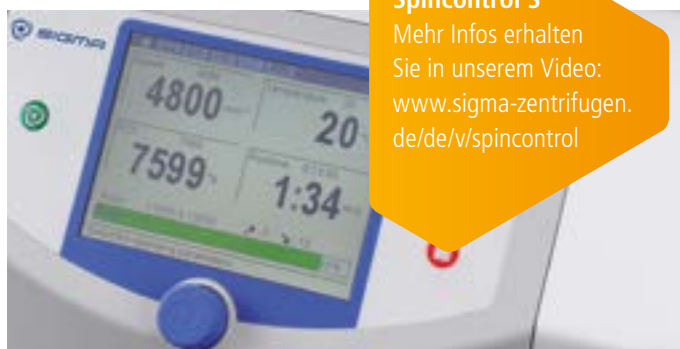 Spincontrol S
Mehr Infos erhalten
Sie in unserem Video:
www.sigma-zentrifugen.
de/de/v/spincontrol
SIGMA
4800
20
7599
1:34